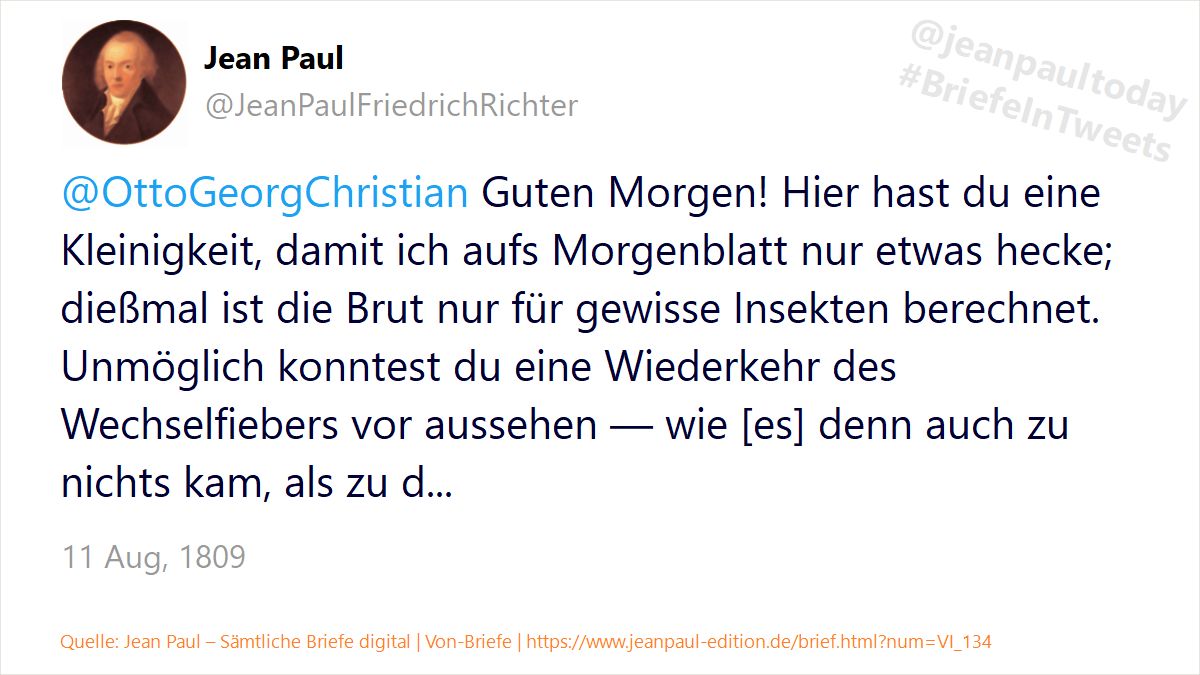 Jean Paul
@JeanPaulFriedrichRichter
@jeanpaultoday
#BriefeInTweets
@OttoGeorgChristian Guten Morgen! Hier hast du eine
Kleinigkeit, damit ich aufs Morgenblatt nur etwas hecke;
dießmal ist die Brut nur für gewisse Insekten berechnet.
Unmöglich konntest du eine Wiederkehr des
Wechselfiebers vor aussehen — wie [es] denn auch zu
nichts kam, als zu d...
11 Aug, 1809
Quelle: Jean Paul – Sämtliche Briefe digital | Von-Briefe | https://www.jeanpaul-edition.de/brief.html?num=VI_134